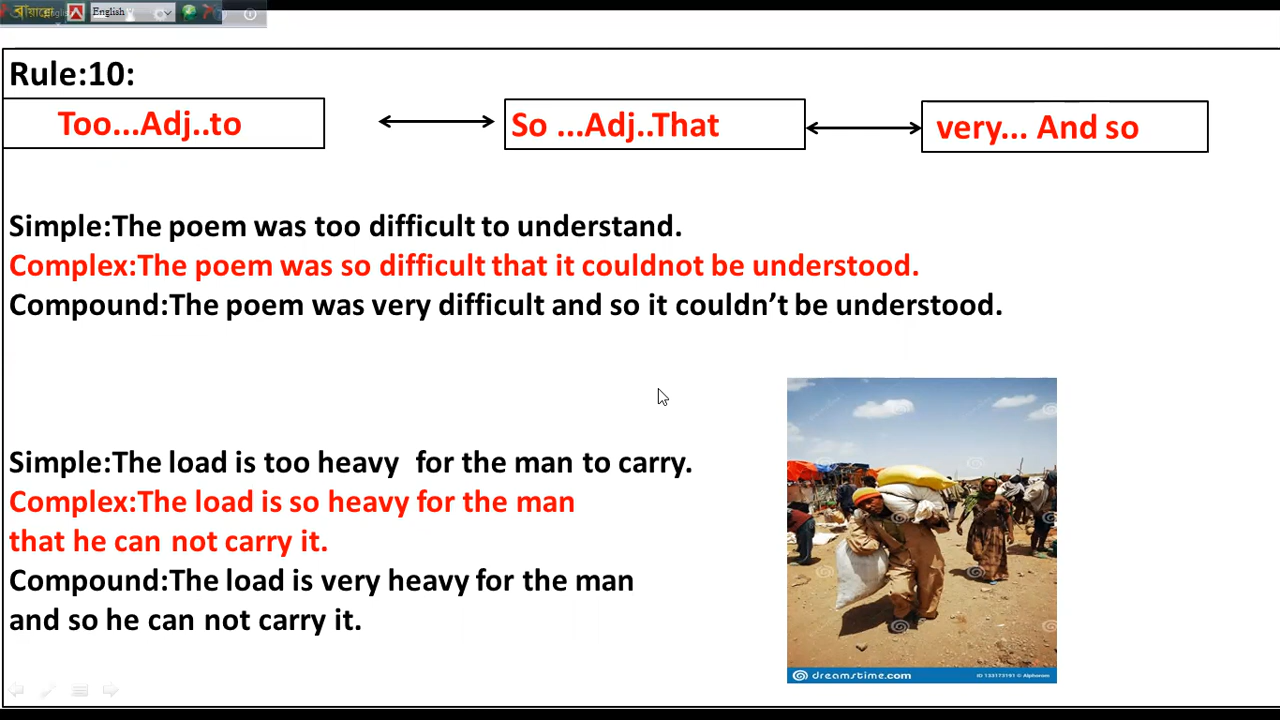 English
Rule:10:
Too...Adj..to
So ...Adj..That
very... And so
Simple:The poem was too difficult to understand.
Complex:The poem was so difficult that it couldnot be understood.
Compound:The poem was very difficult and so it couldn’t be understood.
Simple:The load is too heavy for the man to carry.
Complex:The load is so heavy for the man
that he can not carry it.
Compound:The load is very heavy for the man
and so he can not carry it.
dreamstime.com
ID 133173191 © Alphonses